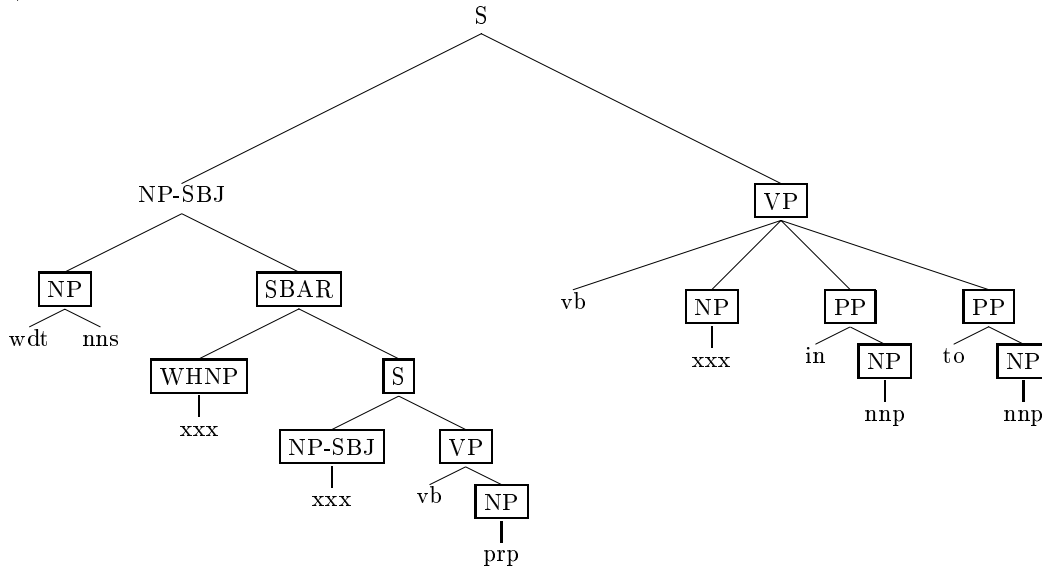 S
NP-SBJ VP
NP SBAR vb NP PP PP
wdt nns xxx in NP to NP
WHNP S nnp nnp
xxx NP-SBJ VP
xxx vb NP
prp